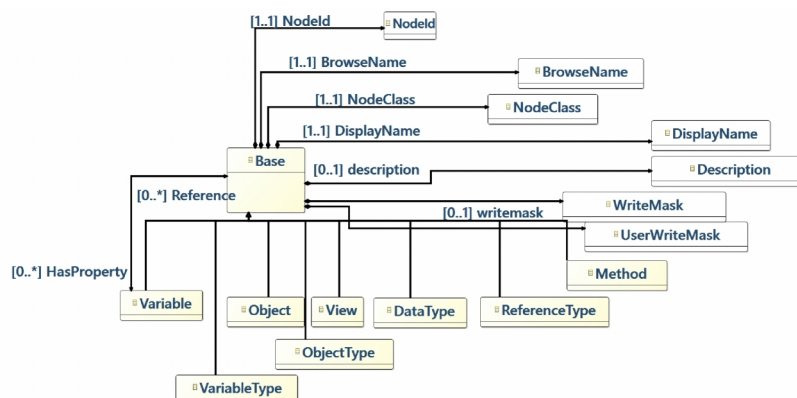 [1..1] NodeId
NodeId
[1..1] BrowseName
BrowseName
[1..1] NodeClass
NodeClass
[1..1] DisplayName
DisplayName
Base
[0..1] description
Description
[0..*] Reference
WriteMask
[0..1] writemask
UserWriteMask
[0..*] HasProperty
Method
Variable
Object
View
DataType
ReferenceType
ObjectType
VariableType